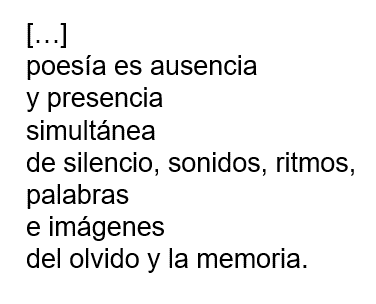 […]
poesía es ausencia
y presencia
simultánea
de silencio, sonidos, ritmos,
palabras
e imágenes
del olvido y la memoria.